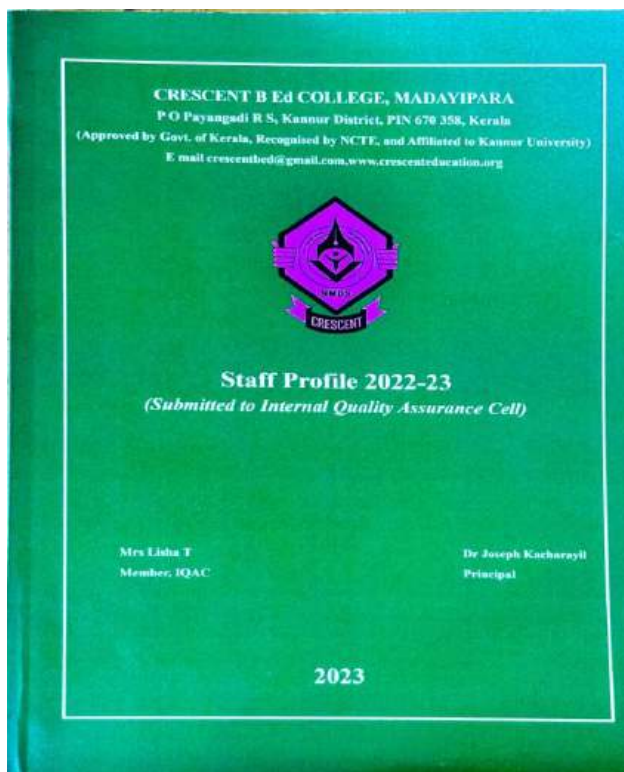 CRESCENT B Ed COLLEGE, MADAYIPARA
P O Payangadi R S, Kannur District, PIN 670 358, Kerala
(Approved by Govt. of Kerala, Recognised by NCTE, and Affiliated to Kannur University)
E mail crescentbed@gmail.com,www.crescenteducation.org
NMDS
CRESCENT
Staff Profile 2022-23
(Submitted to Internal Quality Assurance Cell)
Mrs Lisha T
Dr Joseph Kacharayil
Member, IQAC
Principal
2023